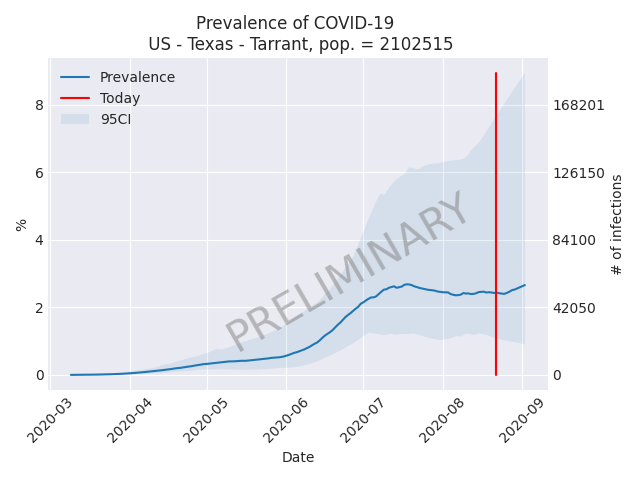 Prevalence of COVID-19
US - Texas - Tarrant, pop. = 2102515
Prevalence
Today
95CI
8
6
4
2
0
%
168201
126150
84100
42050
0
# of infections
PRELIMINARY
2020-03
2020-04
2020-05
2020-06
2020-07
2020-08
2020-09
Date